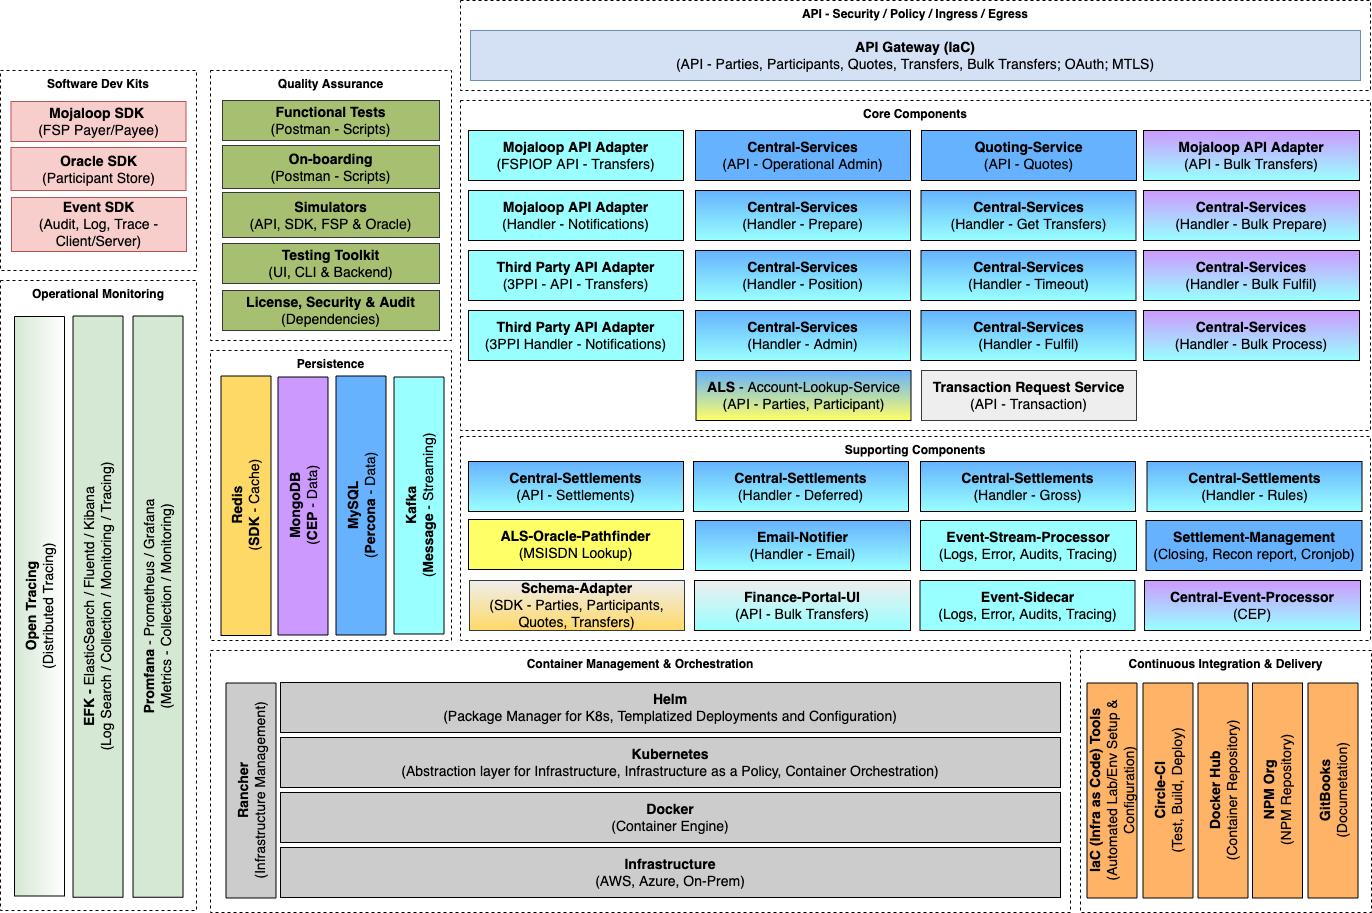 API - Security / Policy / Ingress / Egress
API Gateway (IaC)
(API - Parties, Participants, Quotes, Transfers, Bulk Transfers; OAuth; MTLS)
Software Dev Kits
Mojaloop SDK
(FSP Payer/Payee)
Oracle SDK
(Participant Store)
Event SDK
(Audit, Log, Trace -
Client/Server)
Quality Assurance
Functional Tests
(Postman - Scripts)
On-boarding
(Postman - Scripts)
Simulators
(API, SDK, FSP & Oracle)
Testing Toolkit
(UI, CLI & Backend)
License, Security & Audit
(Dependencies)
Core Components
Mojaloop API Adapter
(FSPIOP API - Transfers)
Central-Services
(API - Operational Admin)
Quoting-Service
(API - Quotes)
Mojaloop API Adapter
(API - Bulk Transfers)
Mojaloop API Adapter
(Handler - Notifications)
Central-Services
(Handler - Prepare)
Central-Services
(Handler - Get Transfers)
Central-Services
(Handler - Bulk Prepare)
Third Party API Adapter
(3PPI - API - Transfers)
Central-Services
(Handler - Position)
Central-Services
(Handler - Timeout)
Central-Services
(Handler - Bulk Fulfil)
Third Party API Adapter
(3PPI Handler - Notifications)
Central-Services
(Handler - Admin)
Central-Services
(Handler - Fulfil)
Central-Services
(Handler - Bulk Process)
ALS - Account-Lookup-Service
(API - Parties, Participant)
Transaction Request Service
(API - Transaction)
Operational Monitoring
Open Tracing
(Distributed Tracing)
EFK - ElasticSearch / Fluentd / Kibana
(Log Search / Collection / Monitoring / Tracing)
Promfana - Prometheus / Grafana
(Metrics - Collection / Monitoring)
Persistence
Redis
(SDK - Cache)
MongoDB
(CEP - Data)
MySQL
(Percona - Data)
Kafka
(Message - Streaming)
Supporting Components
Central-Settlements
(API - Settlements)
Central-Settlements
(Handler - Deferred)
Central-Settlements
(Handler - Gross)
Central-Settlements
(Handler - Rules)
ALS-Oracle-Pathfinder
(MSISDN Lookup)
Email-Notifier
(Handler - Email)
Event-Stream-Processor
(Logs, Error, Audits, Tracing)
Settlement-Management
(Closing, Recon report, Cronjob)
Schema-Adapter
(SDK - Parties, Participants,
Quotes, Transfers)
Finance-Portal-UI
(API - Bulk Transfers)
Event-Sidecar
(Logs, Error, Audits, Tracing)
Central-Event-Processor
(CEP)
Container Management & Orchestration
Rancher
(Infrastructure Management)
Helm
(Package Manager for K8s, Templatized Deployments and Configuration)
Kubernetes
(Abstraction layer for Infrastructure, Infrastructure as a Policy, Container Orchestration)
Docker
(Container Engine)
Infrastructure
(AWS, Azure, On-Prem)
Continuous Integration & Delivery
IaC (Infra as Code) Tools
(Automated Lab/Env Setup &
Configuration)
Circle-CI
(Test, Build, Deploy)
Docker Hub
(Container Repository)
NPM Org
(NPM Repository)
GitBooks
(Documetation)